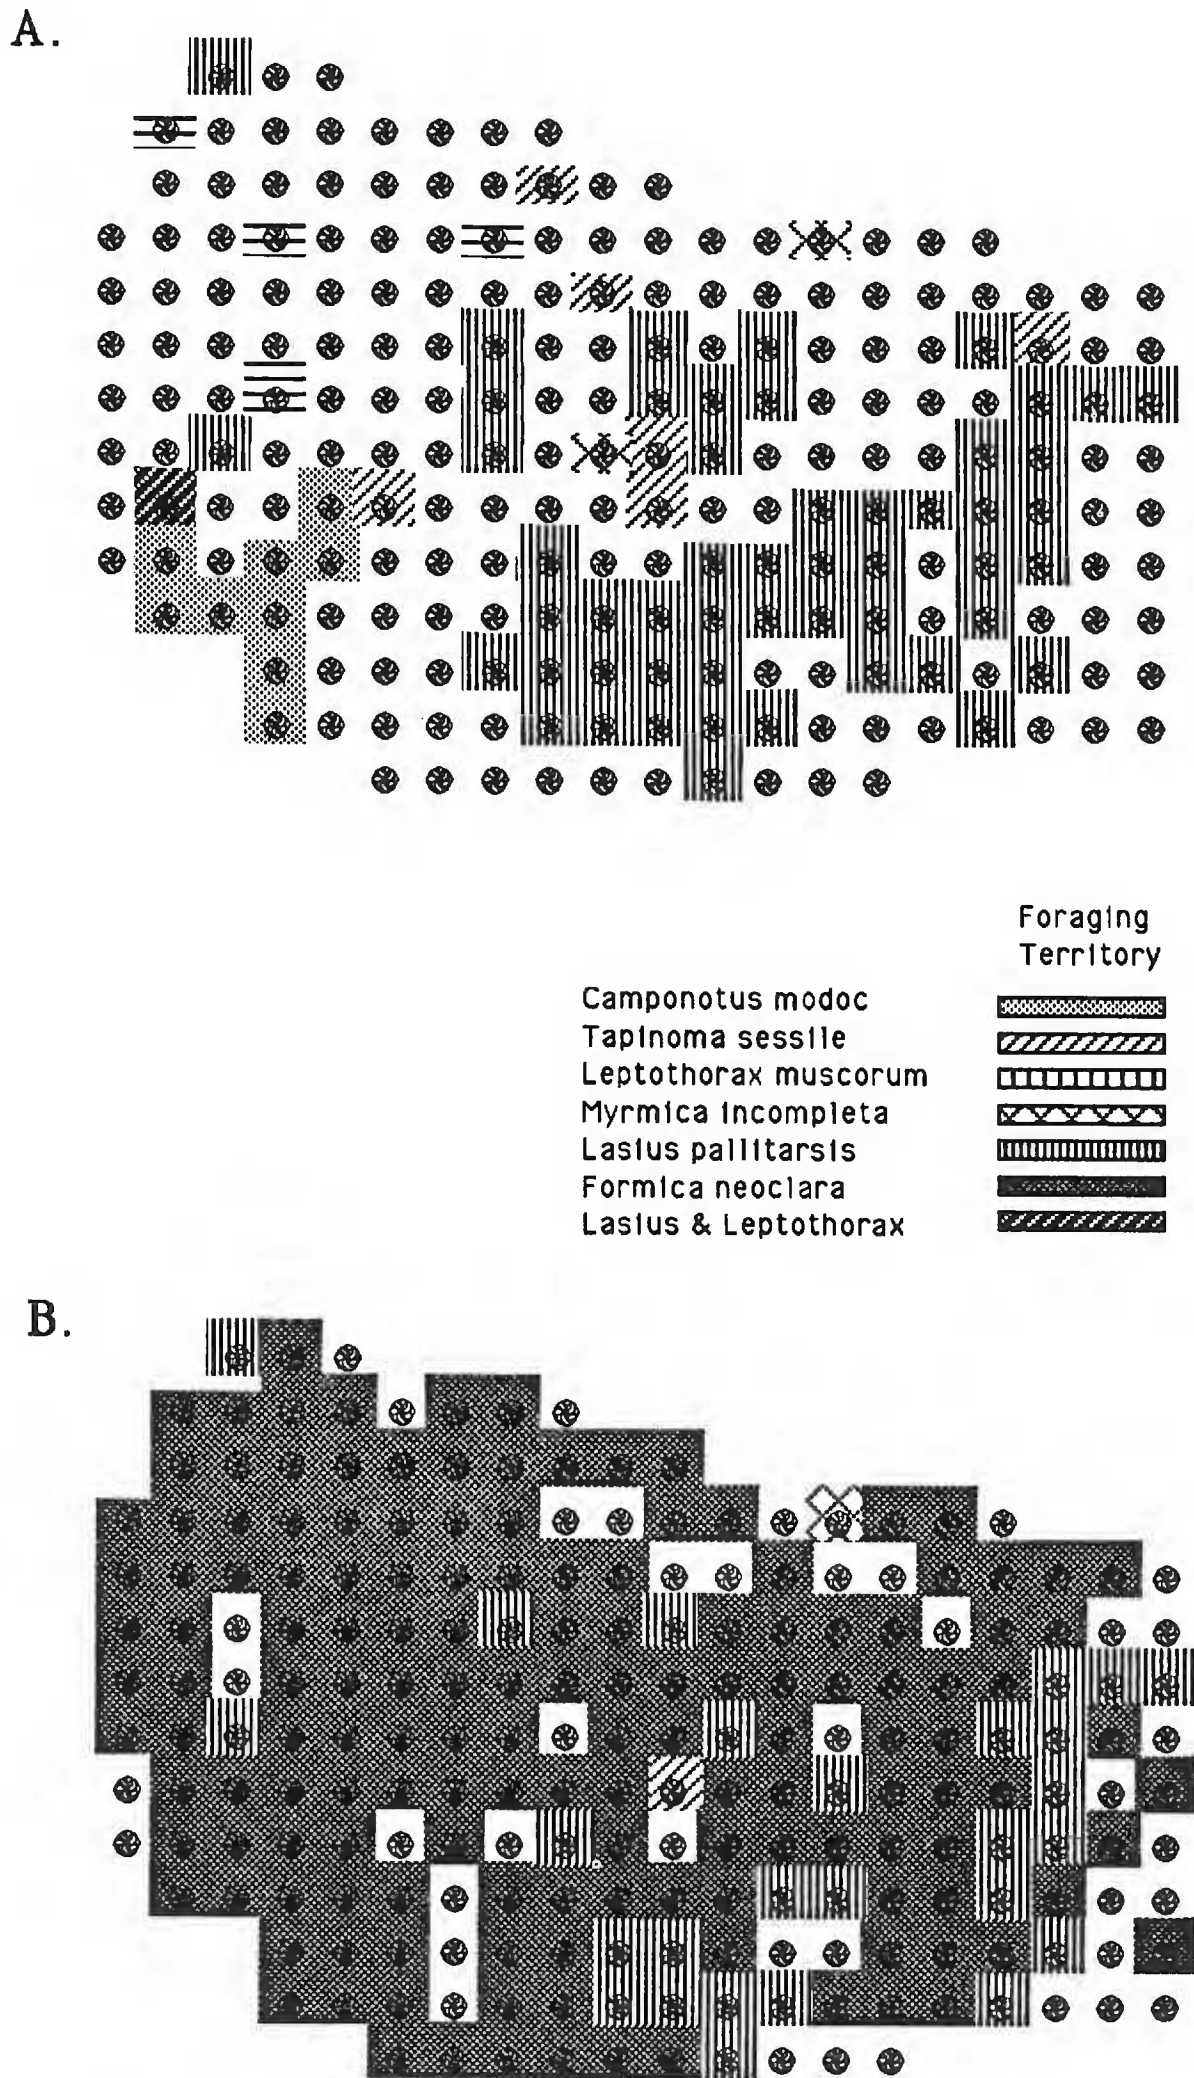 A.
Foraging
Territory
Camponotus modoc
Tapinoma sessile
Leptothorax muscorum
Myrmica incompleta
Lasius pallitarsis
Formica neoclara
Lasius & Leptothorax
B.